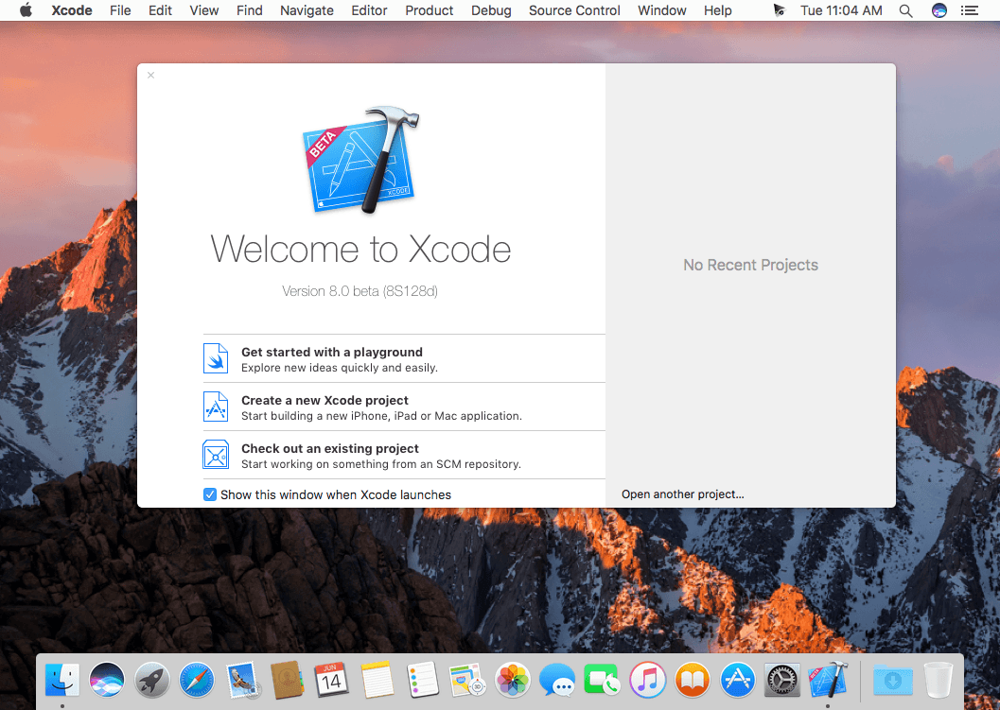 Xcode File Edit View Find Navigate Editor Product Debug Source Control Window Help Tue 11:04 AM
BETA
XCODE
Welcome to Xcode
Version 8.0 beta (8S128d)
Get started with a playground
Explore new ideas quickly and easily.
Create a new Xcode project
Start building a new iPhone, iPad or Mac application.
Check out an existing project
Start working on something from an SCM repository.
Show this window when Xcode launches
No Recent Projects
Open another project...
JUN
14